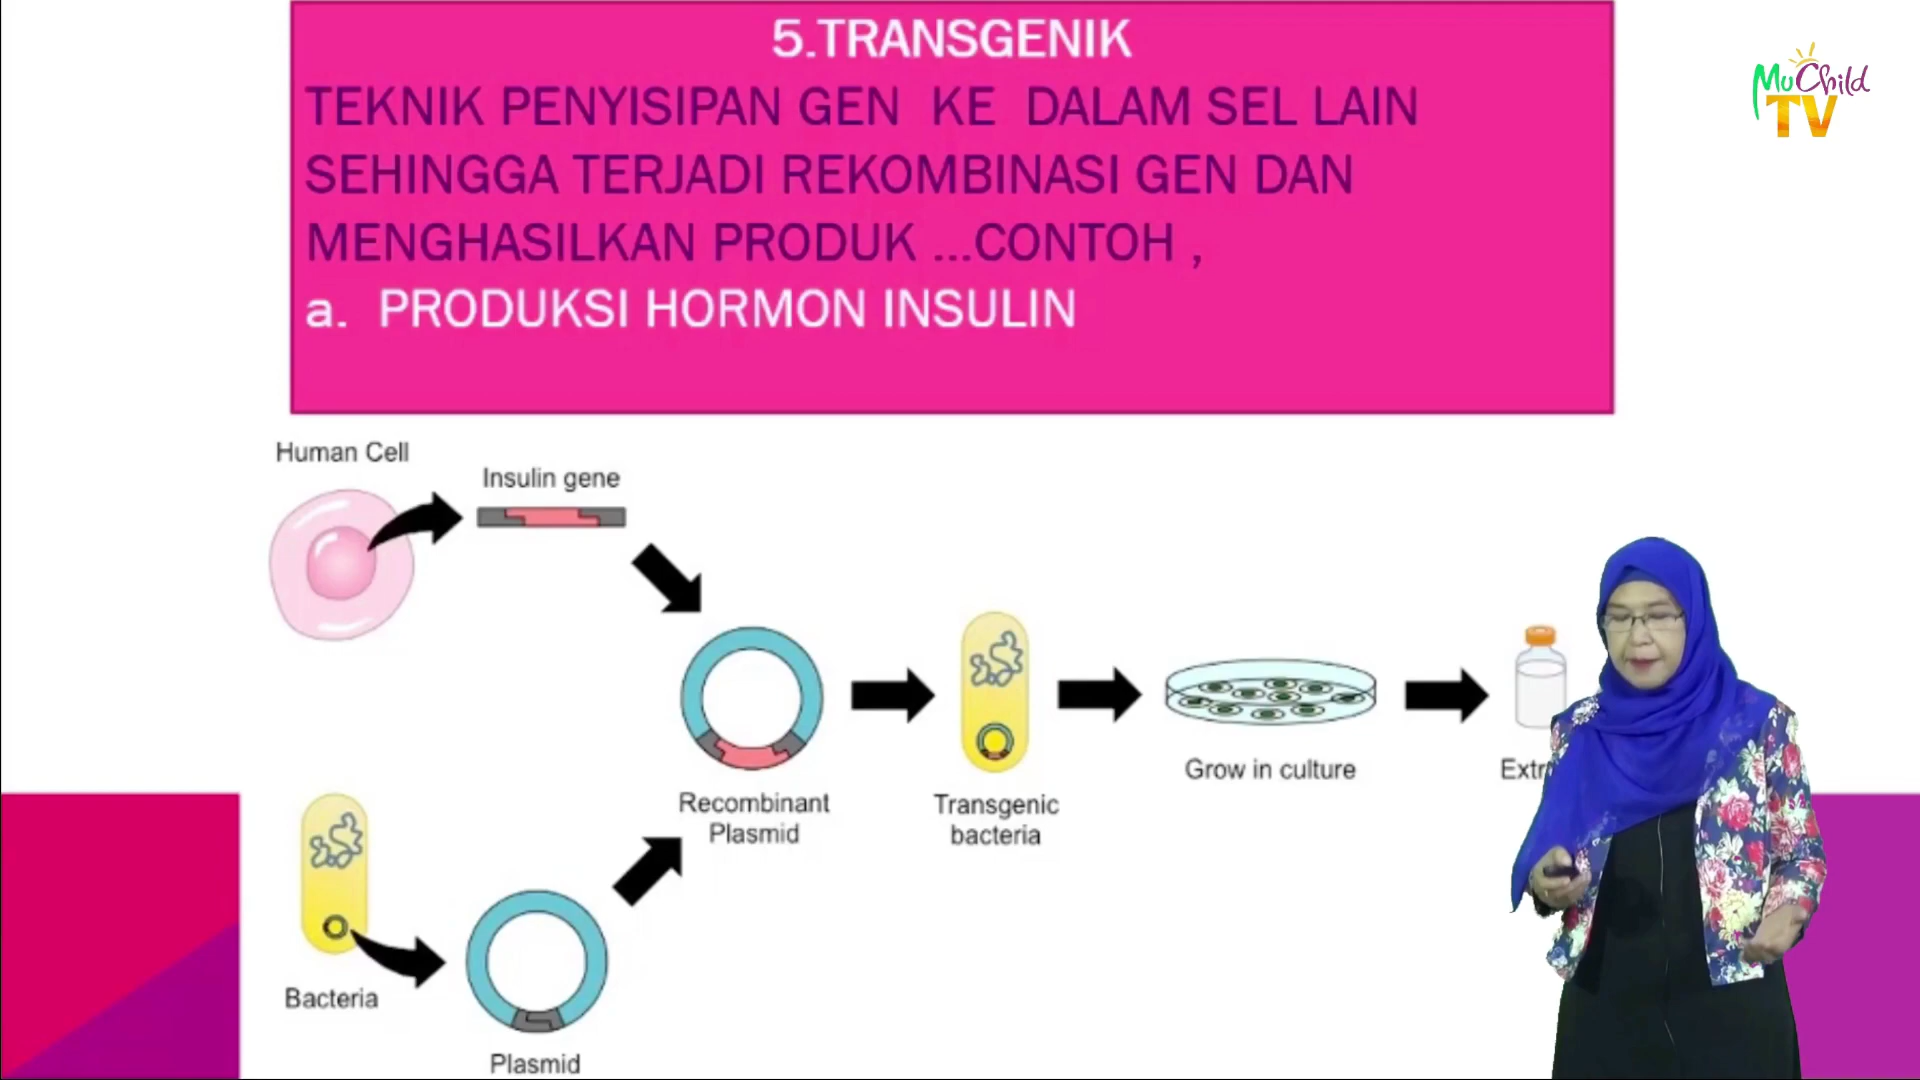 5.TRANSGENIK
TEKNIK PENYISIPAN GEN KE DALAM SEL LAIN
SEHINGGA TERJADI REKOMBINASI GEN DAN
MENGHASILKAN PRODUK ...CONTOH ,
a. PRODUKSI HORMON INSULIN
MuChild
TV
Human Cell
Insulin gene
Recombinant
Plasmid
Transgenic
bacteria
Grow in culture
Bacteria
Plasmid